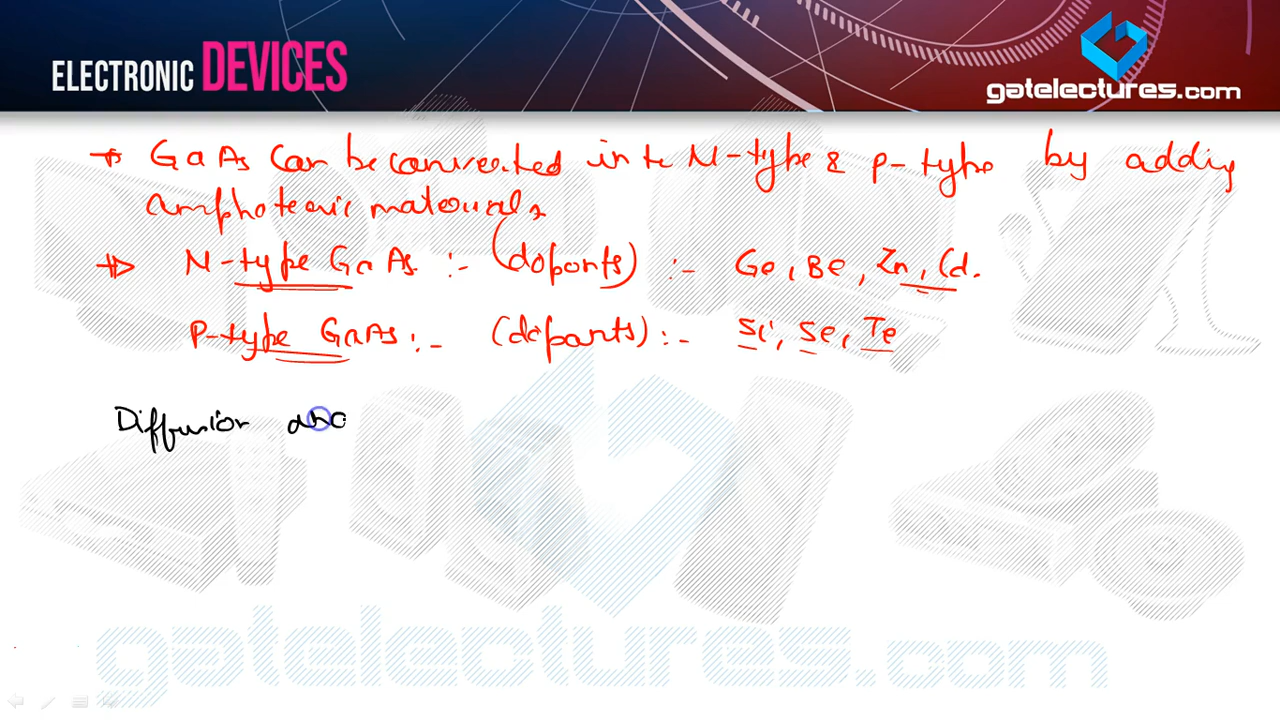 ELECTRONIC DEVICES
gatelectures.com
GaAs Can be converted into N-type & P-type by adding
amphoteric materials
N-type GaAs :- (dopants) :- Ge, Be, Zn, Cd.
P-type GaAs :- (dopants) :- Si, Se, Te
Diffusion
gatelectures.com